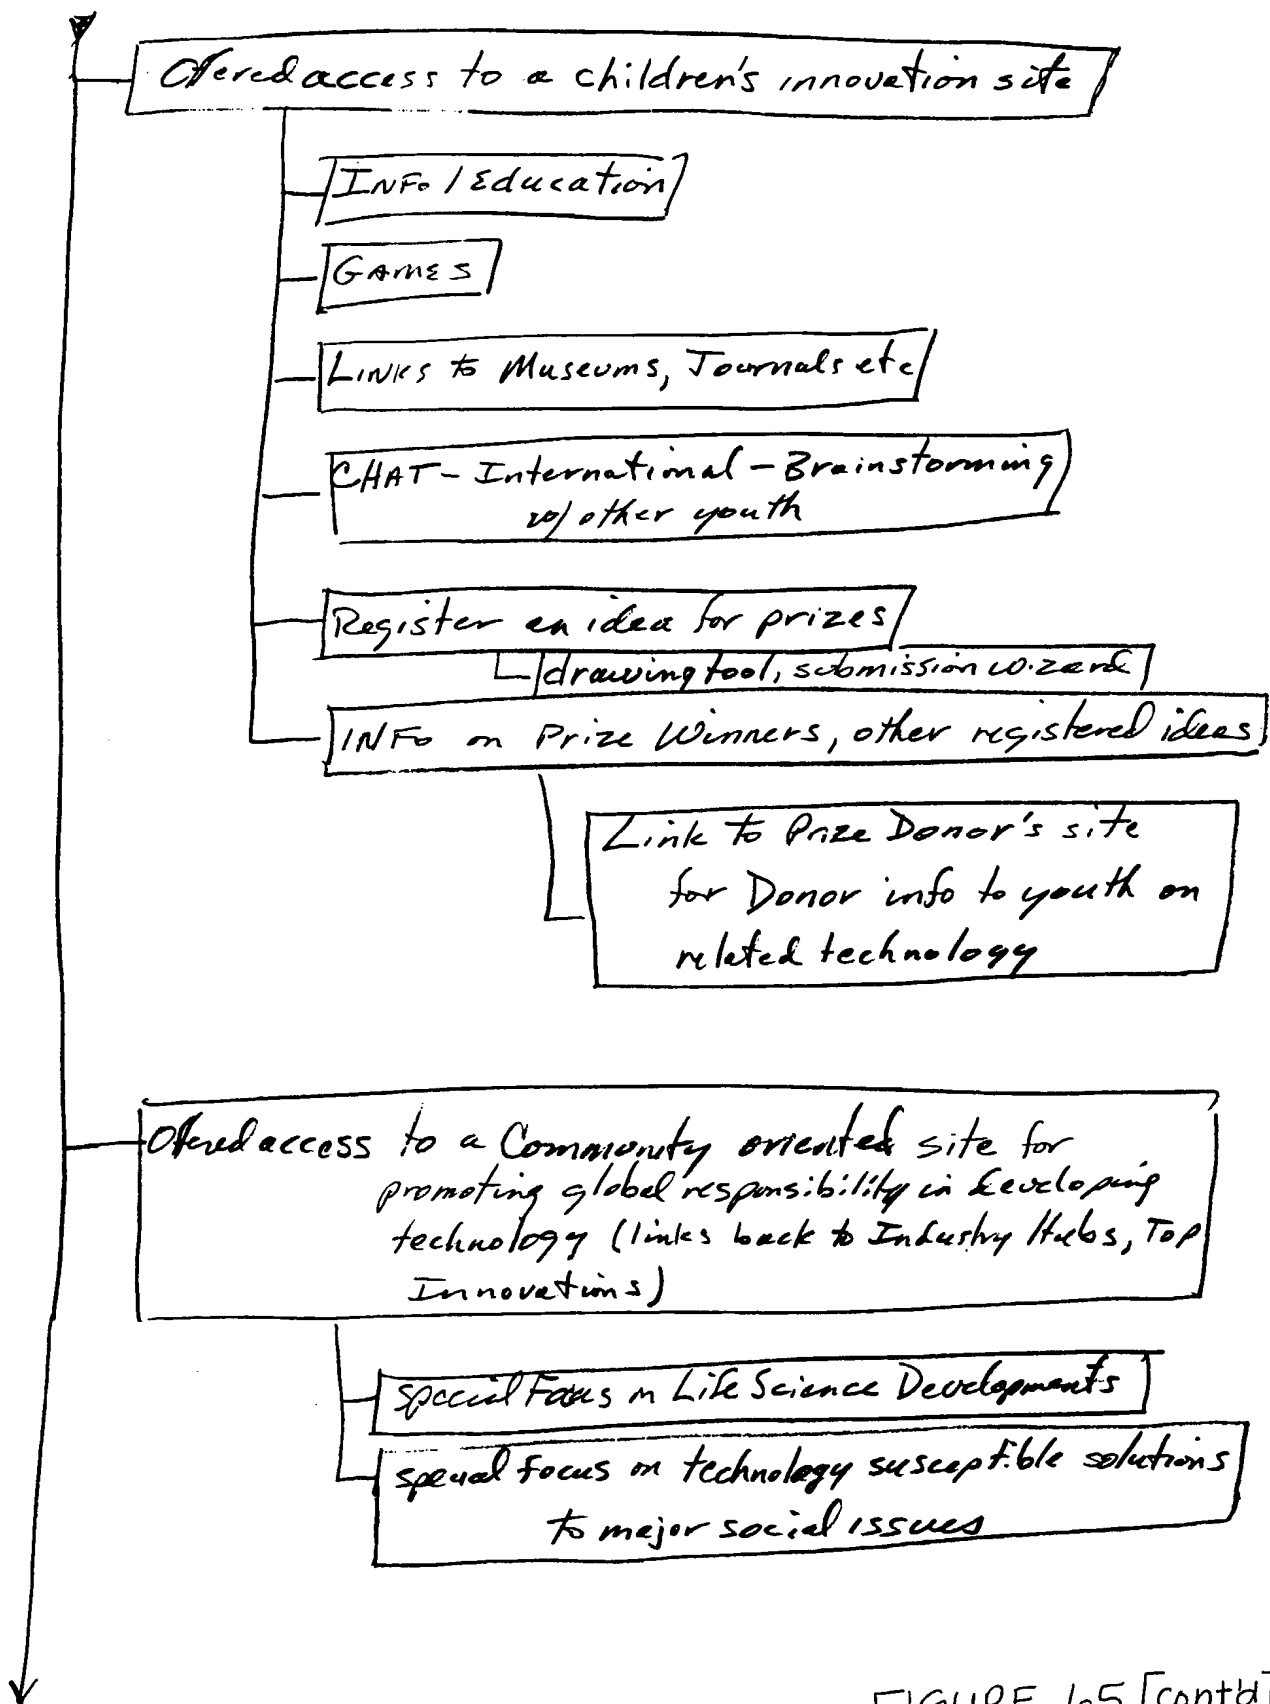 Offered access to a children's innovation site
INFO / Education
GAMES
LINKS to Museums, Journals etc
CHAT - International - Brainstorming
w/ other youth
Register an idea for prizes
drawing tool, submission wizard
INFO on Prize Winners, other registered ideas
Link to Prize Donor's site
for Donor info to youth on
related technology
Offered access to a Community oriented site for
promoting global responsibility in developing
technology (links back to Industry Hubs, Top
Innovations)
special Focus on Life Science Developments
special focus on technology susceptible solutions
to major social issues
FIGURE 65 [cont'd]